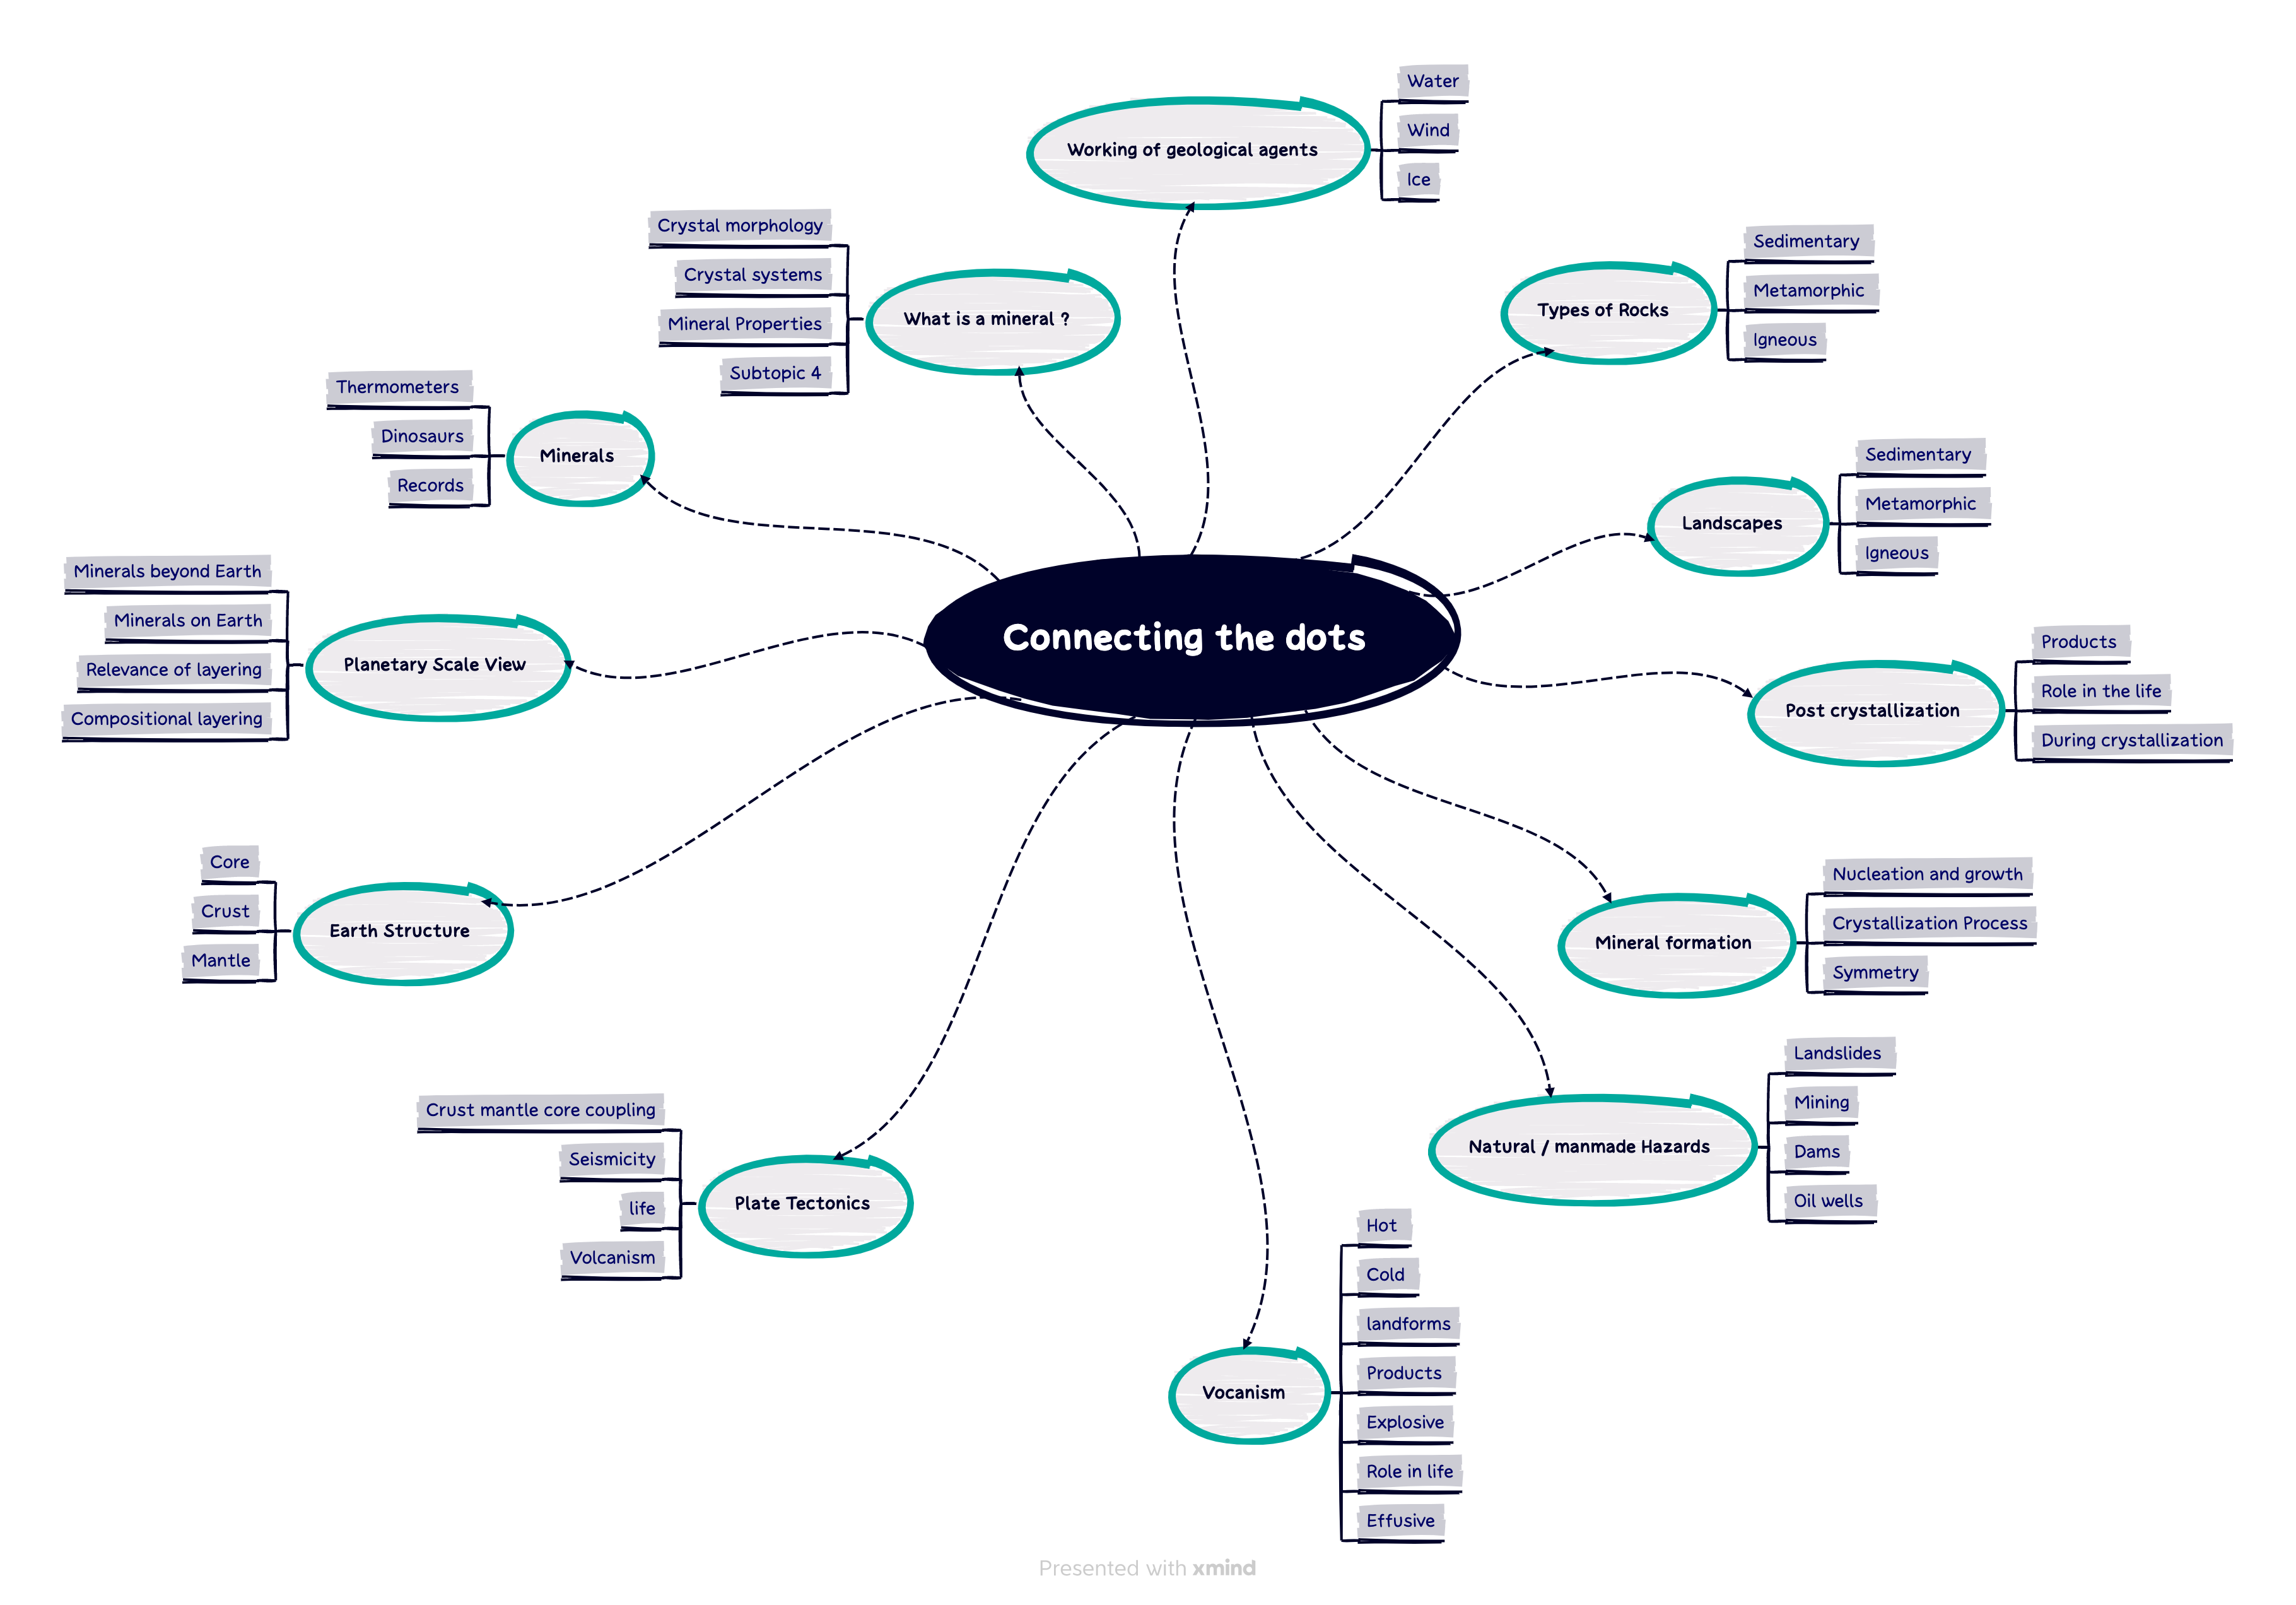 Connecting the dots
Working of geological agents
Water
Wind
Ice
Types of Rocks
Sedimentary
Metamorphic
Igneous
Landscapes
Sedimentary
Metamorphic
Igneous
Post crystallization
Products
Role in the life
During crystallization
Mineral formation
Nucleation and growth
Crystallization Process
Symmetry
Natural / manmade Hazards
Landslides
Mining
Dams
Oil wells
Vocanism
Hot
Cold
landforms
Products
Explosive
Role in life
Effusive
Plate Tectonics
Crust mantle core coupling
Seismicity
life
Volcanism
Earth Structure
Core
Crust
Mantle
Planetary Scale View
Minerals beyond Earth
Minerals on Earth
Relevance of layering
Compositional layering
Minerals
Thermometers
Dinosaurs
Records
What is a mineral ?
Crystal morphology
Crystal systems
Mineral Properties
Subtopic 4
Presented with xmind